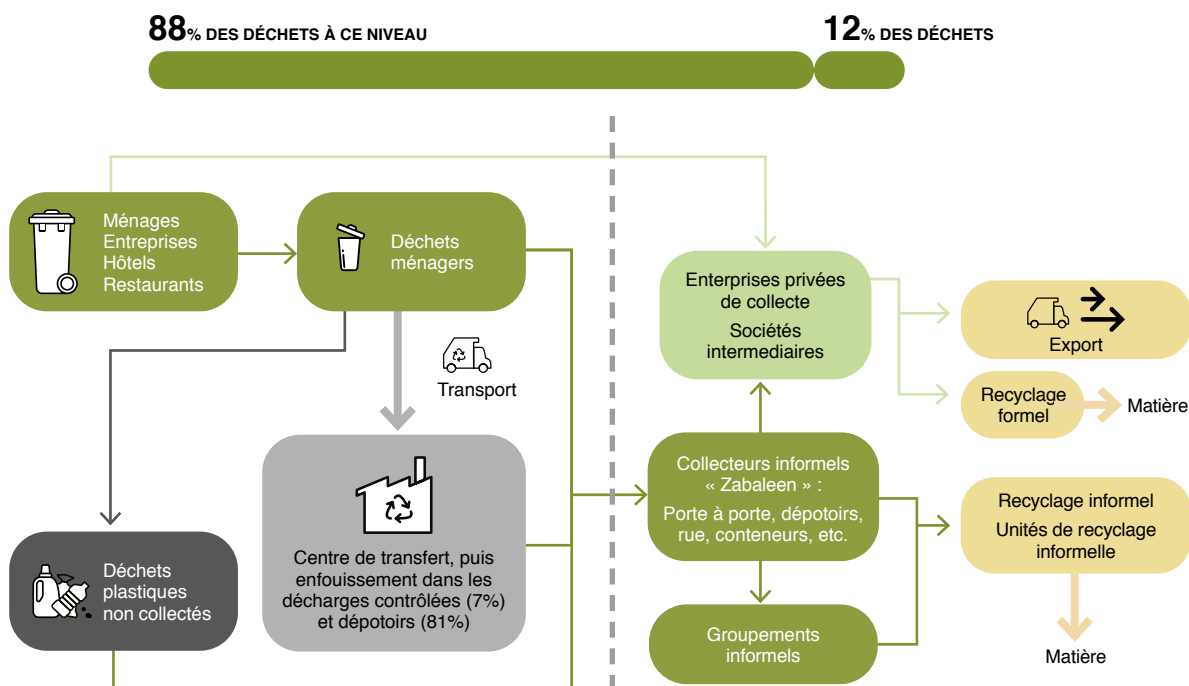 88% DES DÉCHETS À CE NIVEAU
12% DES DÉCHETS
Ménages
Entreprises
Hôtels
Restaurants
Déchets
ménagers
Transport
Centre de transfert, puis
enfouissement dans les
décharges contrôlées (7%)
et dépotoirs (81%)
Déchets
plastiques
non collectés
Enterprises privées
de collecte
Sociétés
intermediaires
Collecteurs informels
« Zabaleen » :
Porte à porte, dépotoirs,
rue, conteneurs, etc.
Groupements
informels
Export
Recyclage
formel
Matière
Recyclage informel
Unités de recyclage
informelle
Matière